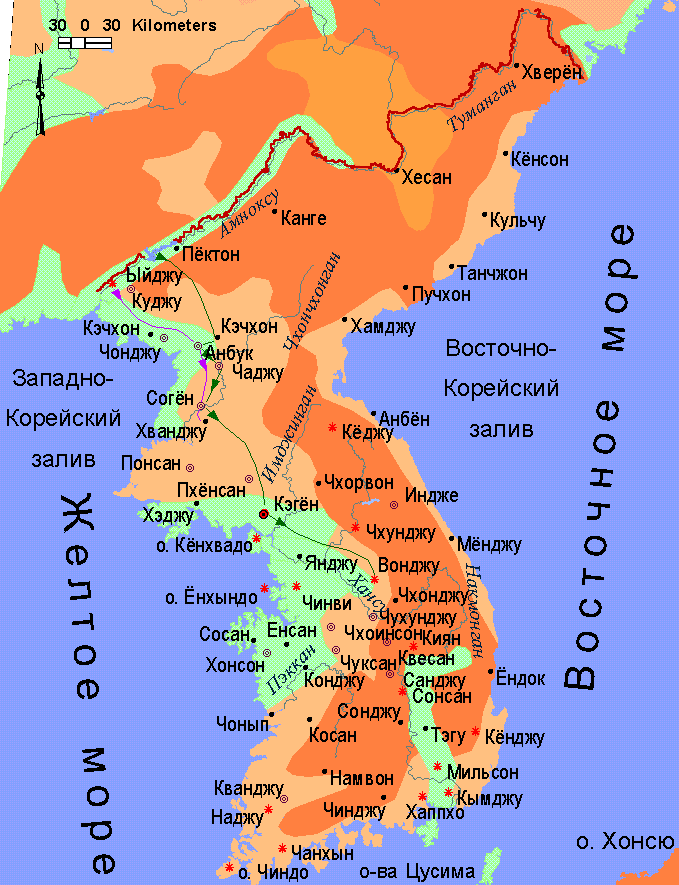 30 0 30 Kilometers
N
Хверён
Туманган
Кёнсон
Хесан
Амноксу
Канге
Кульчу
Пёктон
Танчжон
Ыйджу
Пучхон
Куджу
Чхончхонган
Кэчхон
Кэчхон
Хамджу
Восточное море
Чонджу
Анбук
Восточно-
Корейский
залив
Чаджу
Западно-
Корейский
залив
Согён
Имджинган
Анбён
Хванджу
Кёджу
Понсан
Пхёнсан
Чхорвон
Индже
Хэджу
Кэгён
Чхунджу
Желтое море
о. Кёнхвадо
Мёнджу
Янджу
Вонджу
Хансу
Накмонган
о. Ёнхындо
Чинви
Чхонджу
Чухунджу
Сосан
Енсан
Чхоинсон
Киян
Хонсон
Чуксан
Квесан
Пэккан
Конджу
Санджу
Ёндок
Сонсан
Чоньп
Сонджу
Косан
Тэгу
Кёнджу
Намвон
Мильсон
Кванджу
Чинджу
Кымджу
Наджу
Хаппхо
Чанхын
о. Хонсю
о. Чиндо
о-ва Цусима